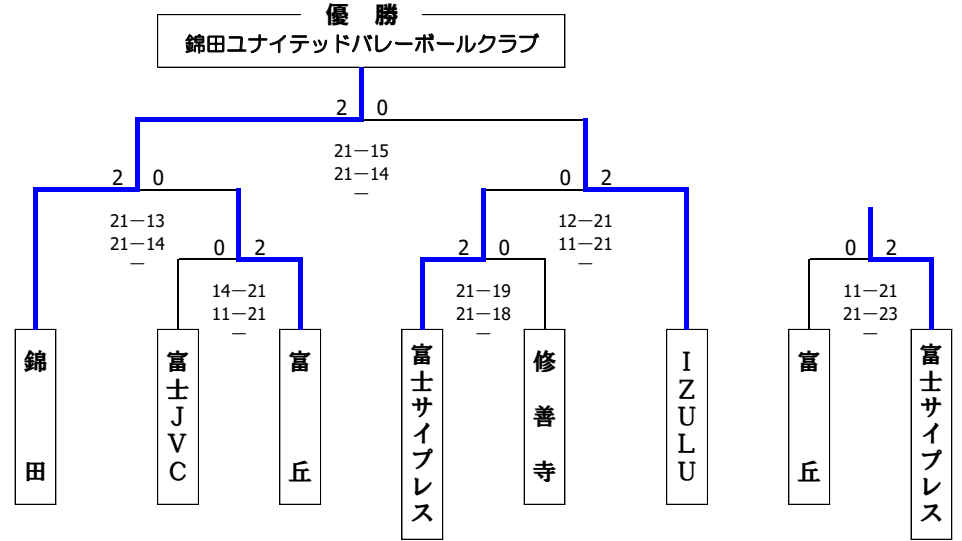 優 勝
錦田ユナイテッドバレーボールクラブ
2 0
21－15
21－14
－
2 0
21－13
21－14
－
0 2
12－21
11－21
－
0 2
14－21
11－21
－
2 0
21－19
21－18
－
0 2
11－21
21－23
－
錦田
富士JVC
富丘
富士サイプレス
修善寺
IZULU
富丘
富士サイプレス